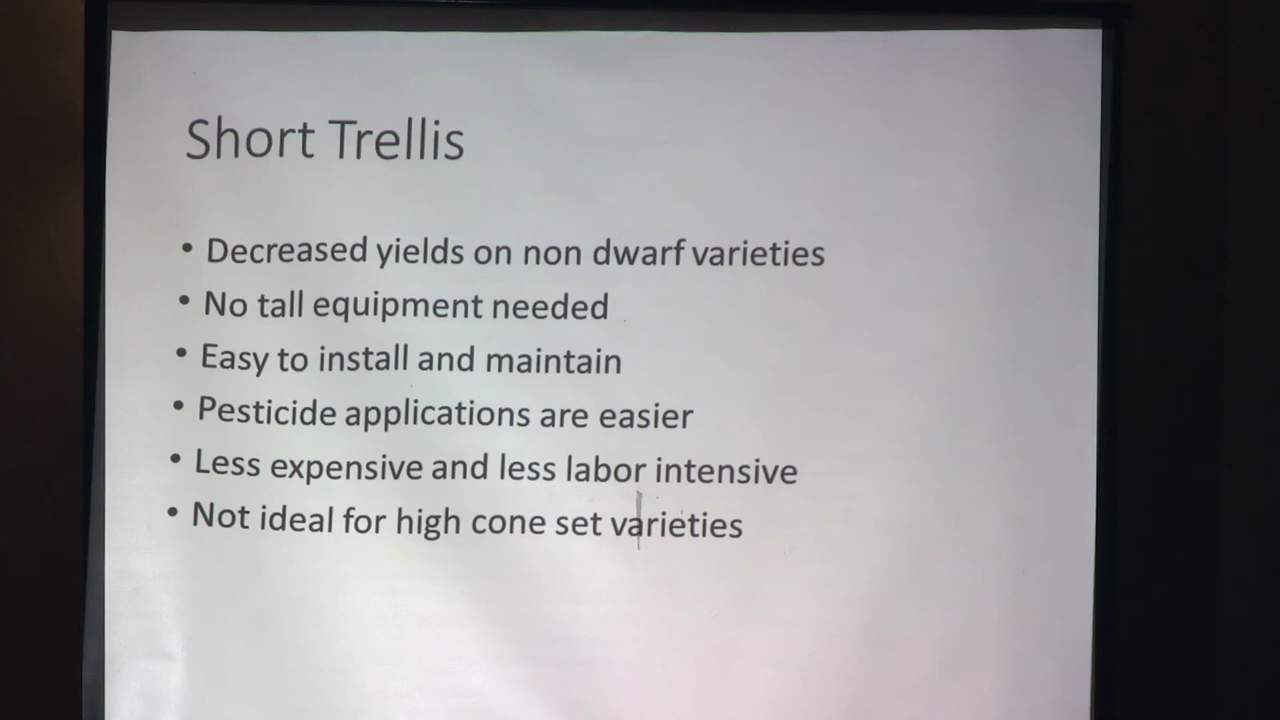 Short Trellis
• Decreased yields on non dwarf varieties
• No tall equipment needed
• Easy to install and maintain
• Pesticide applications are easier
• Less expensive and less labor intensive
• Not ideal for high cone set varieties